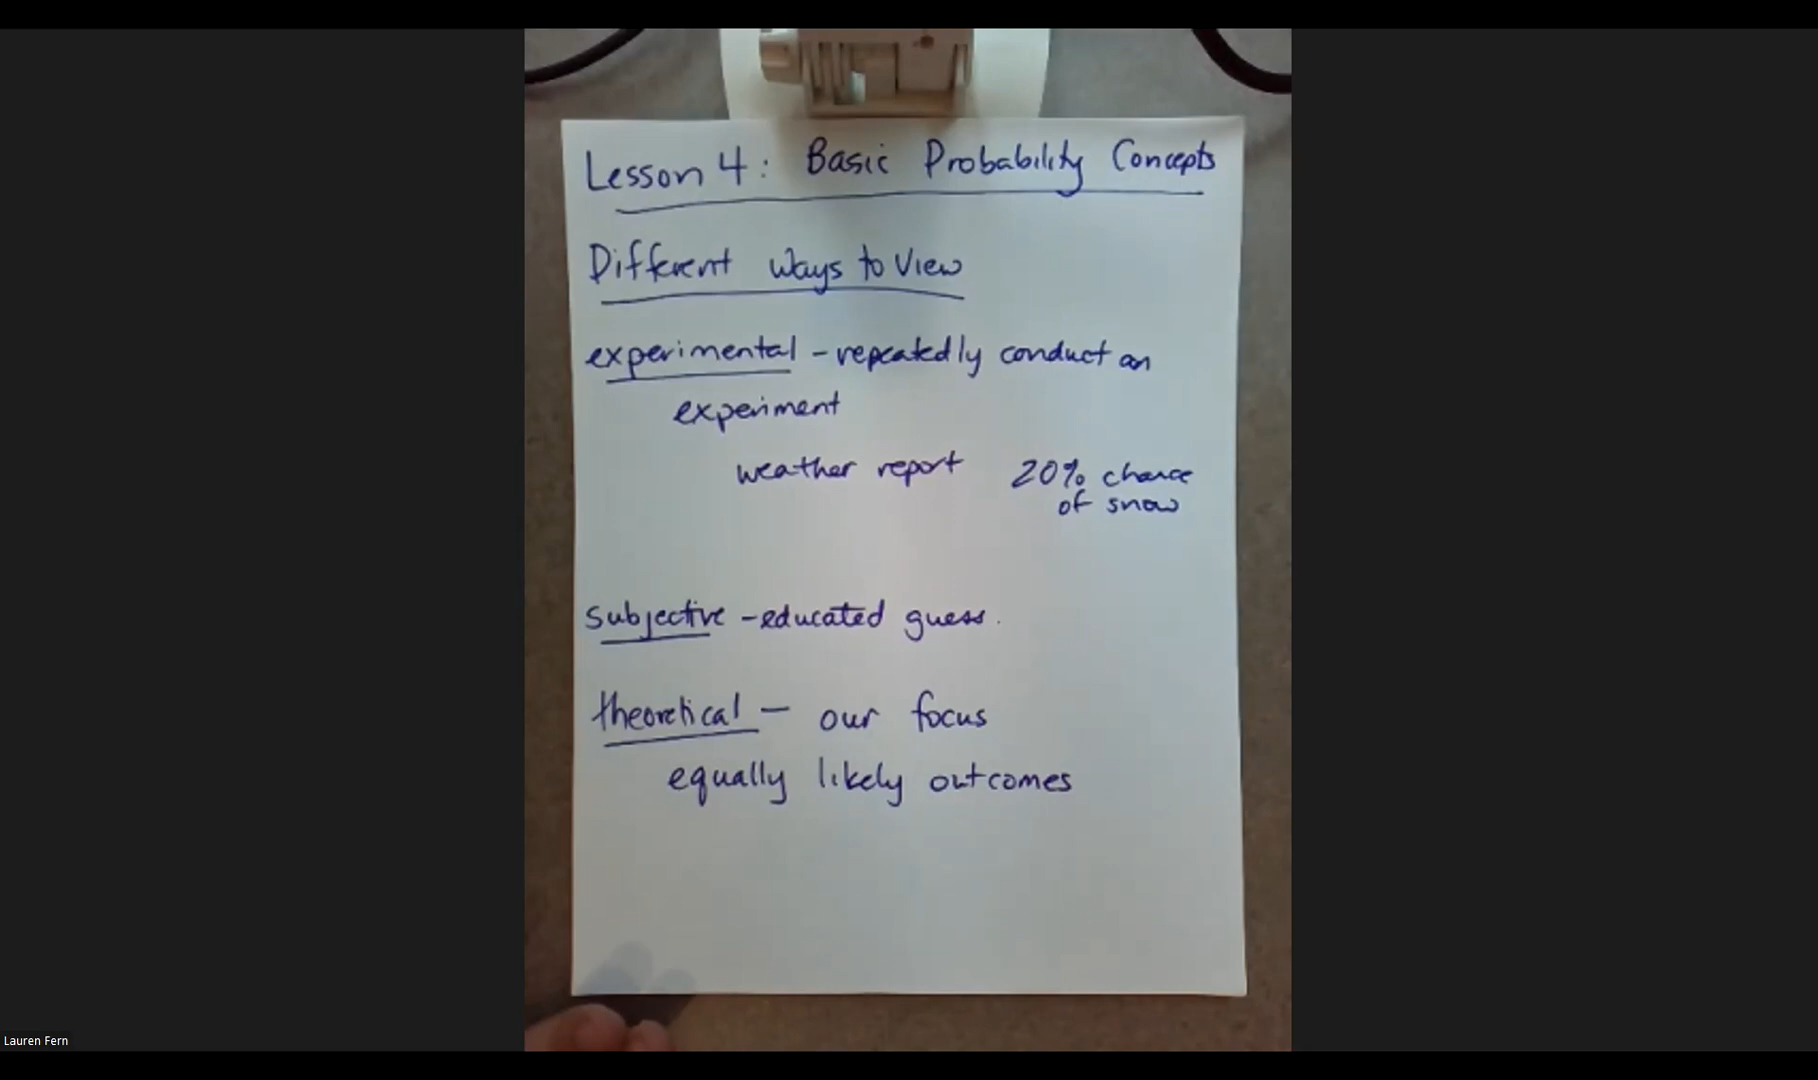 Lesson 4: Basic Probability Concepts
Different Ways to View
experimental - repeatedly conduct an
experiment
weather report 20% chance
of snow
subjective - educated guess.
theoretical - our focus
equally likely outcomes
Lauren Fern